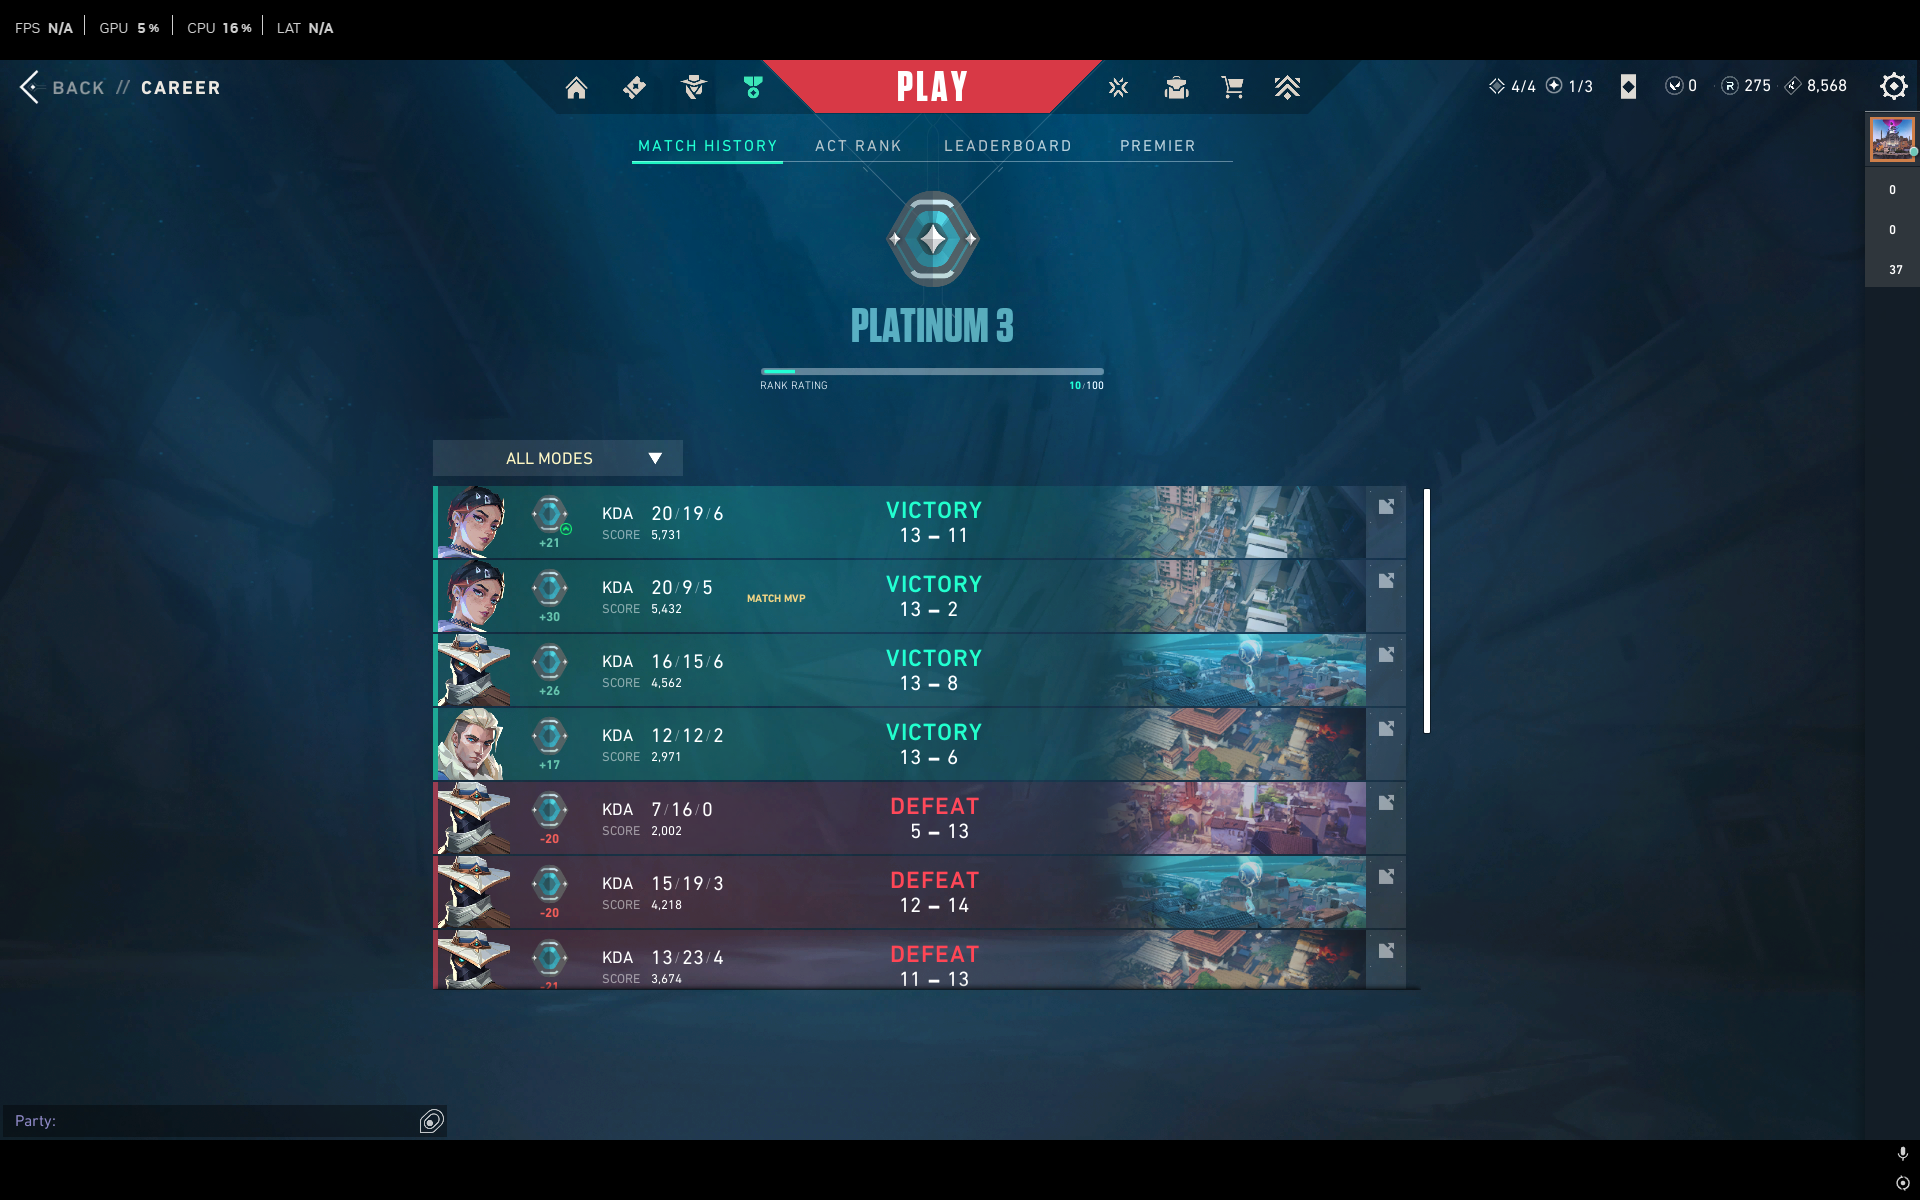 FPS N/A GPU 5 % CPU 16 % LAT N/A
BACK // CAREER
PLAY
4/4 1/3 0 275 8,568
MATCH HISTORY ACT RANK LEADERBOARD PREMIER
0
0
37
PLATINUM 3
RANK RATING 10/100
ALL MODES
+21 KDA 20/19/6 SCORE 5,731 VICTORY 13 – 11
+30 KDA 20/9/5 SCORE 5,432 MATCH MVP VICTORY 13 – 2
+26 KDA 16/15/6 SCORE 4,562 VICTORY 13 – 8
+17 KDA 12/12/2 SCORE 2,971 VICTORY 13 – 6
-20 KDA 7/16/0 SCORE 2,002 DEFEAT 5 – 13
-20 KDA 15/19/3 SCORE 4,218 DEFEAT 12 – 14
-21 KDA 13/23/4 SCORE 3,674 DEFEAT 11 – 13
Party: